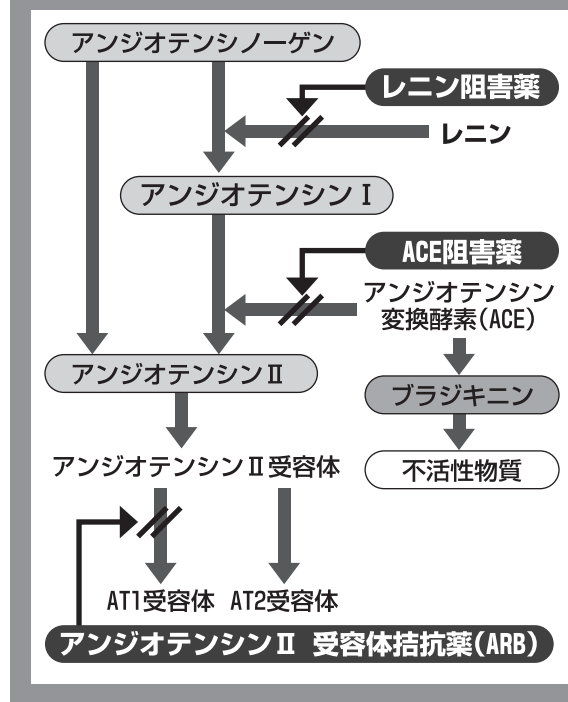 アンジオテンシノーゲン
レニン阻害薬
レニン
アンジオテンシンⅠ
ACE阻害薬
アンジオテンシン
変換酵素(ACE)
アンジオテンシンⅡ
ブラジキニン
アンジオテンシンⅡ受容体
不活性物質
AT1受容体 AT2受容体
アンジオテンシンⅡ 受容体拮抗薬(ARB)